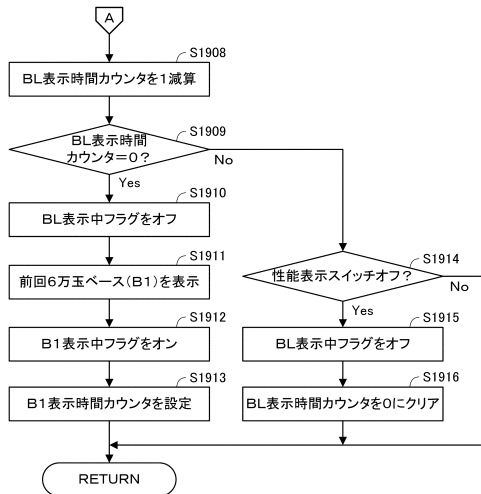 A
S1908
BL表示時間カウンタを1減算
S1909
BL表示時間
カウンタ=0?
No
Yes
S1910
BL表示中フラグをオフ
S1911
前回6万玉ベース(B1)を表示
S1912
B1表示中フラグをオン
S1913
B1表示時間カウンタを設定
S1914
性能表示スイッチオフ?
No
Yes
S1915
BL表示中フラグをオフ
S1916
BL表示時間カウンタを0にクリア
RETURN